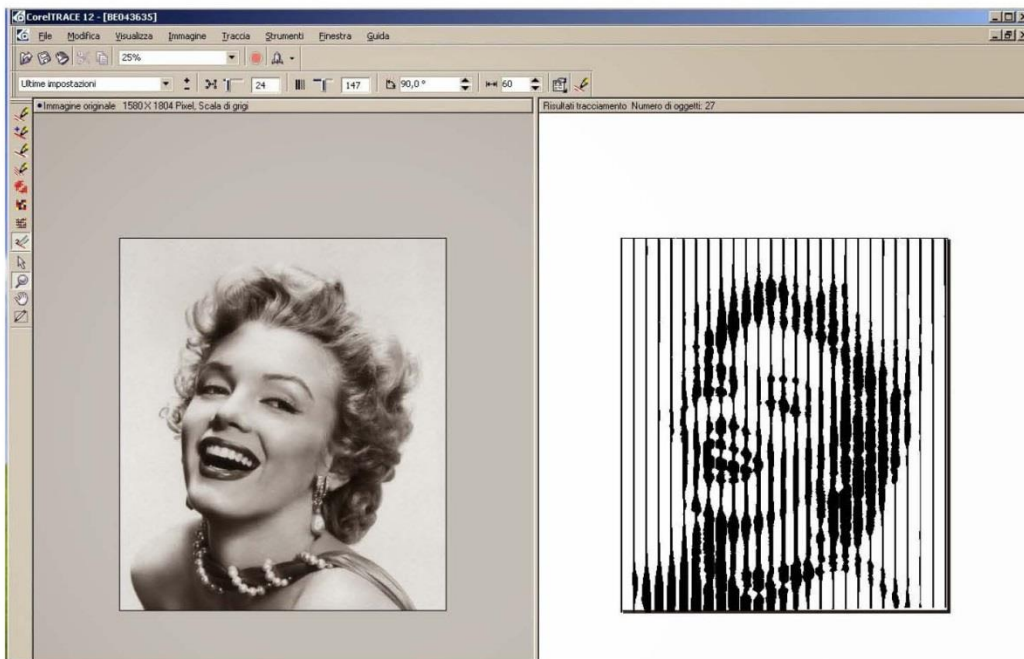 CorelTRACE 12 - [BE043635]
File Modifica Visualizza Immagine Traccia Strumenti Finestra Guida
25%
Ultime impostazioni 24 147 90,0 ° 60
Immagine originale 1580 X 1804 Pixel, Scala di grigi
Risultati tracciamento Numero di oggetti: 27